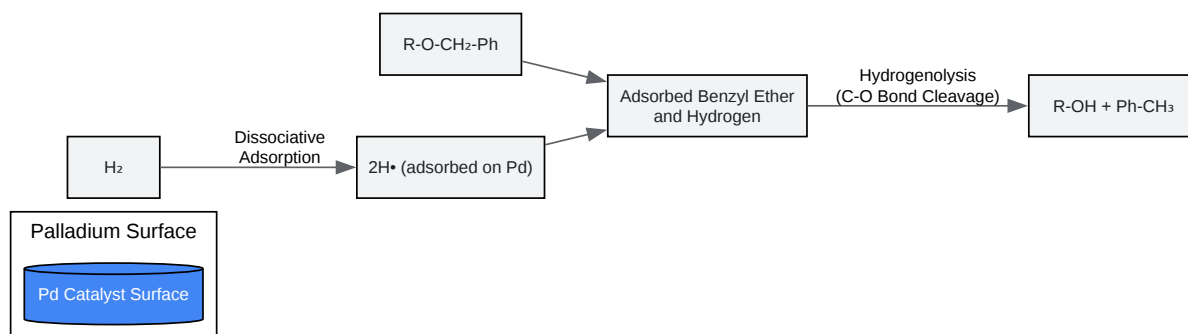 R-O-CH₂-Ph
Hydrogenolysis
(C-O Bond Cleavage)
Adsorbed Benzyl Ether
and Hydrogen
R-OH + Ph-CH₃
Dissociative
Adsorption
H₂
2H• (adsorbed on Pd)
Palladium Surface
Pd Catalyst Surface